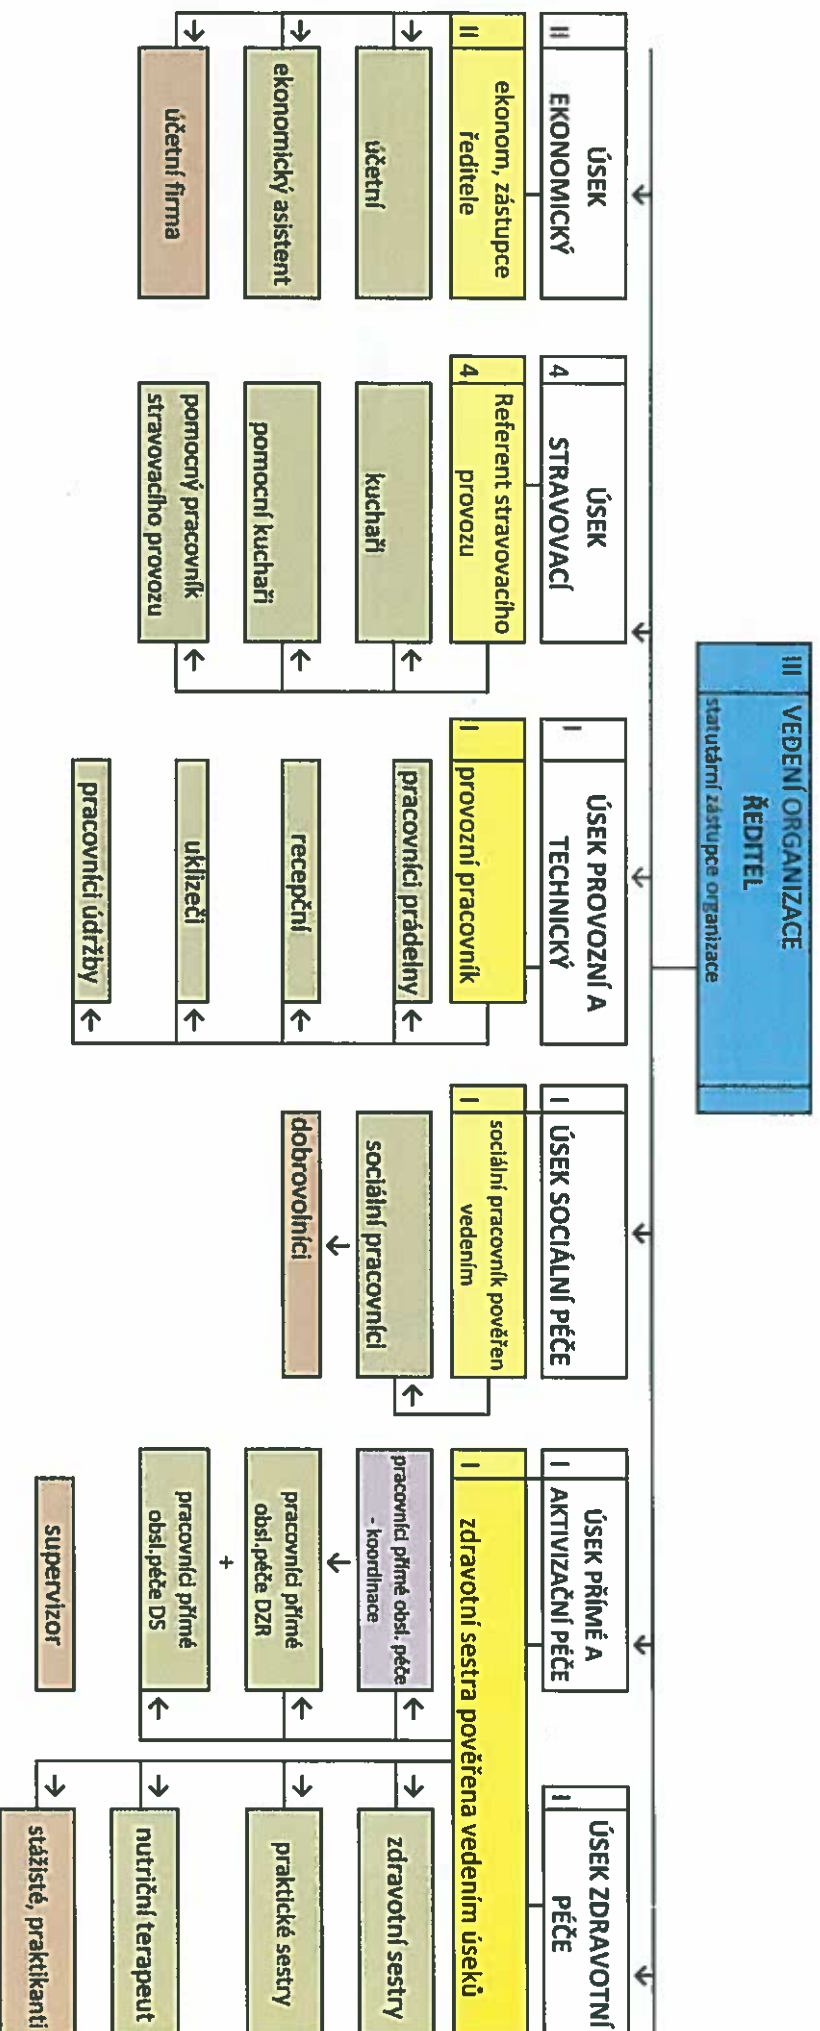 III VEDENÍ ORGANIZACE
ŘEDITEL
statutární zástupce organizace
II ÚSEK
EKONOMICKÝ
II ekonom, zástupce
ředitele
účetní
ekonomický asistent
účetní firma
4 ÚSEK
STRAVOVACÍ
4 Referent stravovacího
provozu
kuchaři
pomocní kuchaři
pomocný pracovník
stravovacího provozu
I ÚSEK PROVOZNÍ A
TECHNICKÝ
I provozní pracovník
pracovníci prádelny
recepční
uklizeči
pracovníci údržby
I ÚSEK SOCIÁLNÍ PÉČE
I sociální pracovník pověřen
vedením
sociální pracovníci
dobrovolníci
I ÚSEK PŘÍMÉ A
AKTIVIZAČNÍ PÉČE
I zdravotní sestra pověřena vedením úseků
pracovníci přímé obsl. péče
- koordinace
pracovníci přímé
obsl.péče DZR
+
pracovníci přímé
obsl.péče DS
supervizor
I ÚSEK ZDRAVOTNÍ
PÉČE
zdravotní sestry
praktické sestry
nutriční terapeut
stážisté, praktikanti